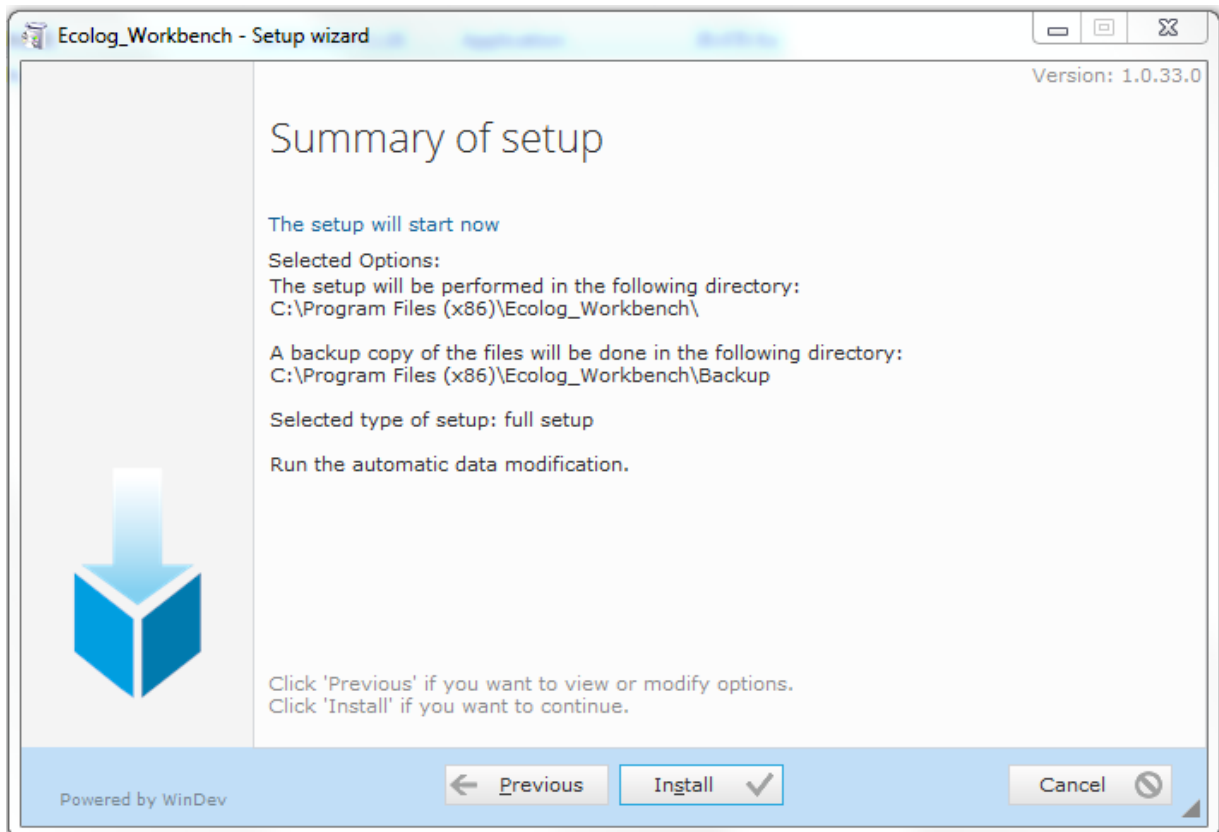 Ecolog_Workbench - Setup wizard
Version: 1.0.33.0
Summary of setup
The setup will start now
Selected Options:
The setup will be performed in the following directory:
C:\Program Files (x86)\Ecolog_Workbench\
A backup copy of the files will be done in the following directory:
C:\Program Files (x86)\Ecolog_Workbench\Backup
Selected type of setup: full setup
Run the automatic data modification.
Click 'Previous' if you want to view or modify options.
Click 'Install' if you want to continue.
Powered by WinDev
Previous
Install
Cancel